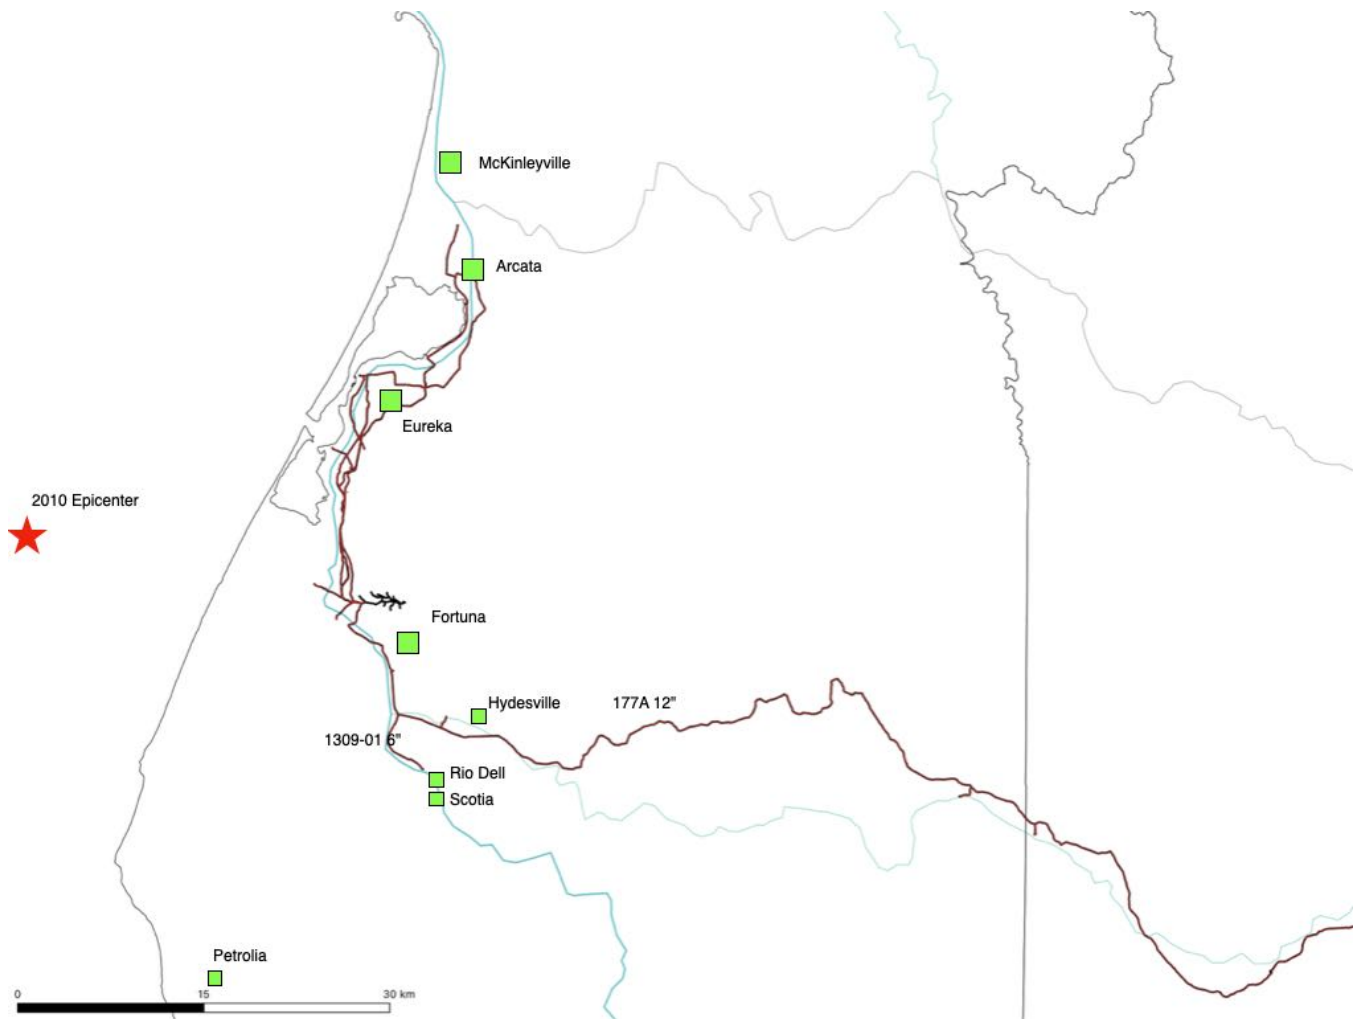 McKinleyville
Arcata
Eureka
2010 Epicenter
Fortuna
Hydesville
177A 12”
1309-01 6”
Rio Dell
Scotia
Petrolia
0 15 30 km